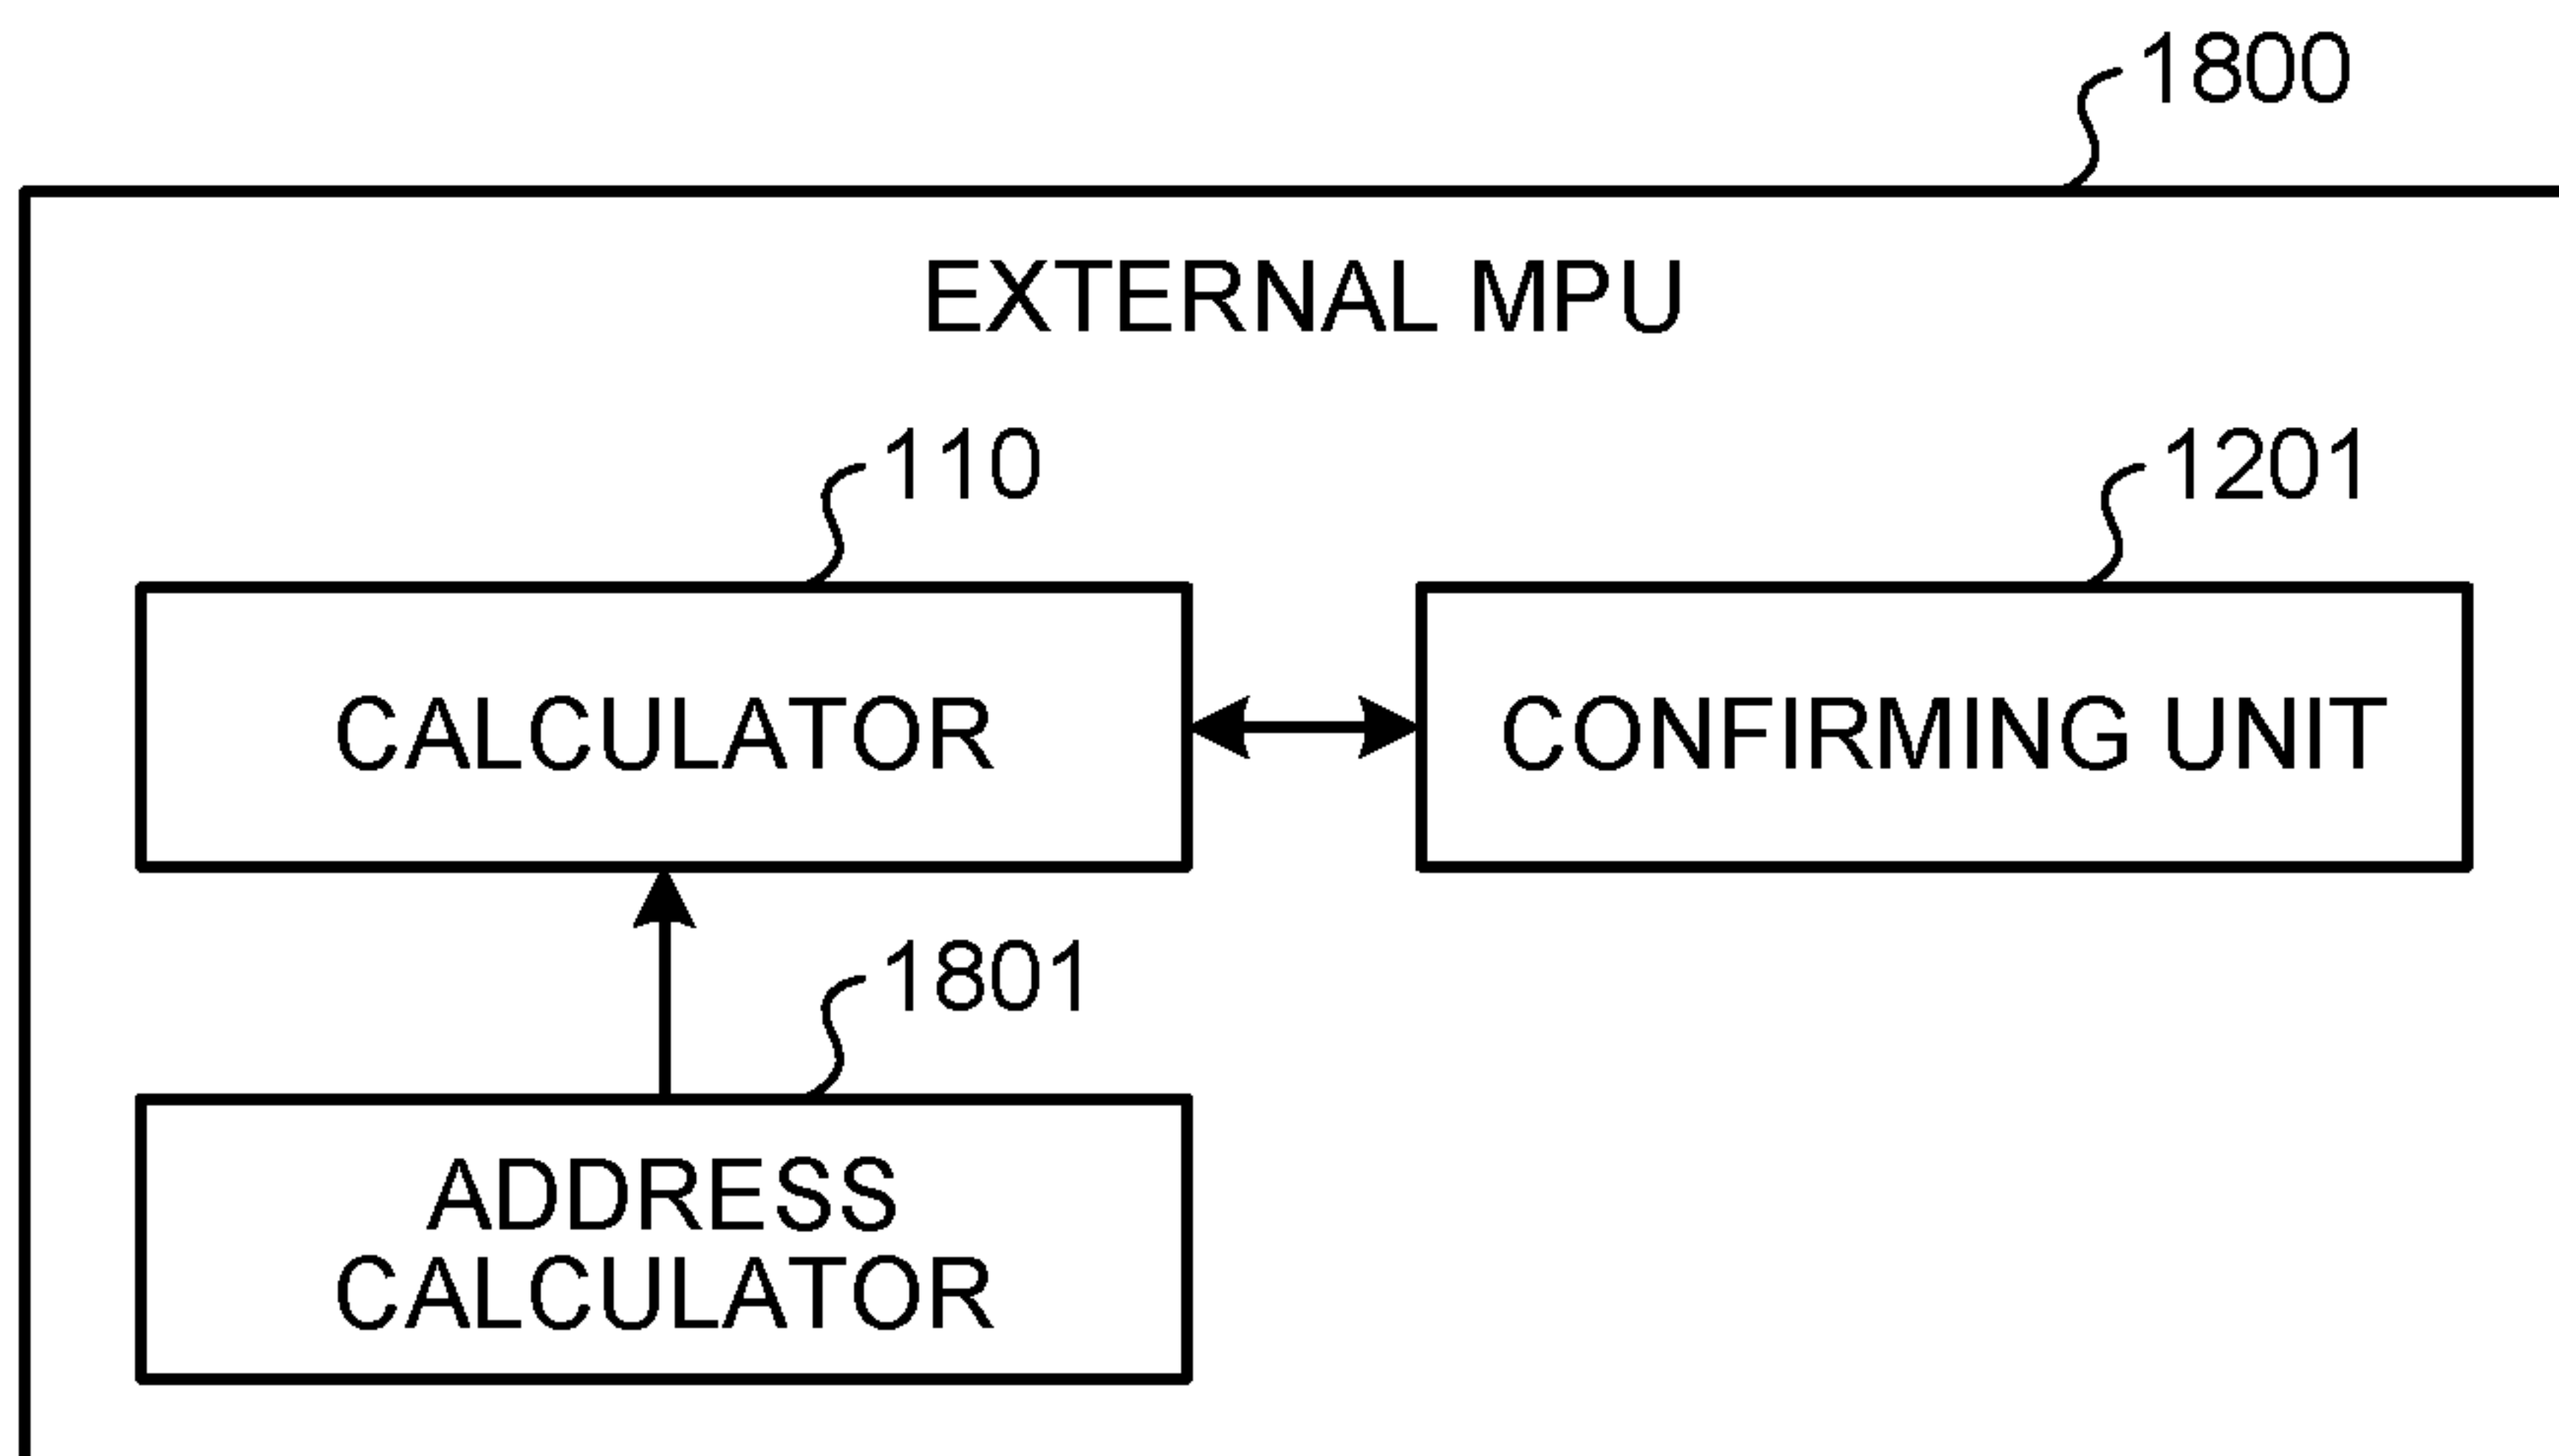 1800
EXTERNAL MPU
110
1201
CALCULATOR
CONFIRMING UNIT
1801
ADDRESS
CALCULATOR